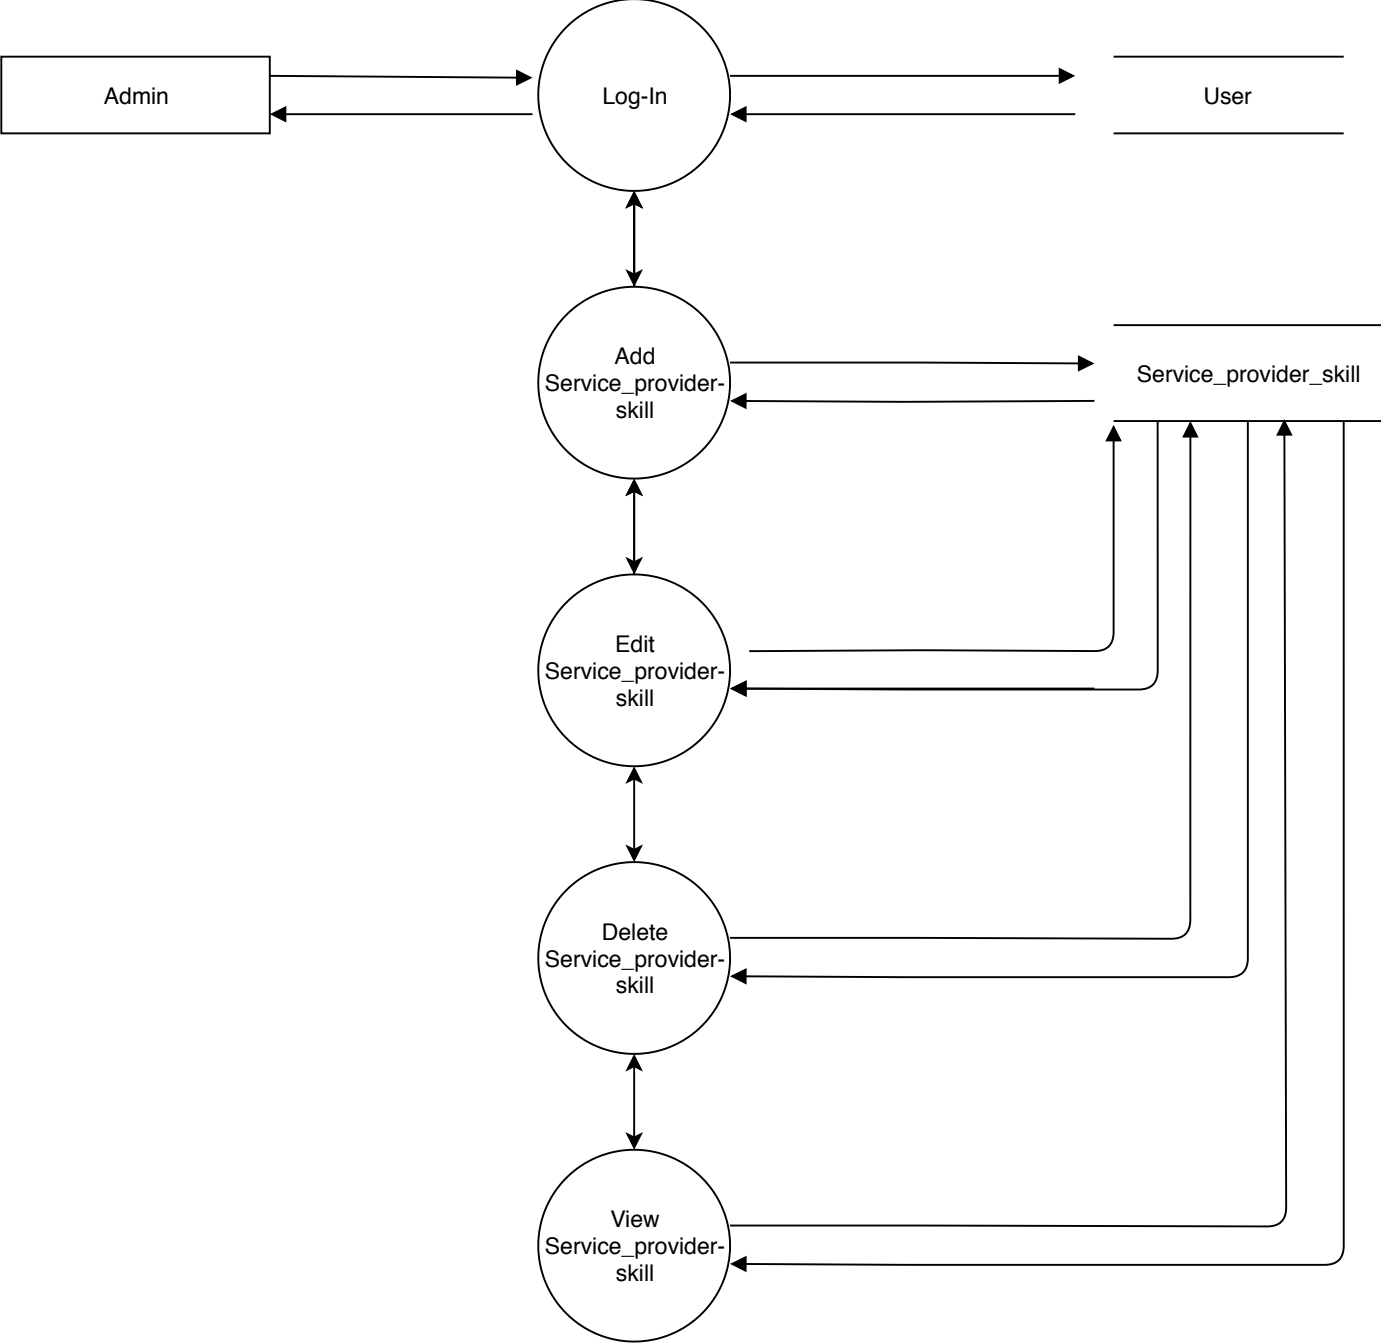 Admin
Log-In
User
Add
Service_provider-
skill
Service_provider_skill
Edit
Service_provider-
skill
Delete
Service_provider-
skill
View
Service_provider-
skill